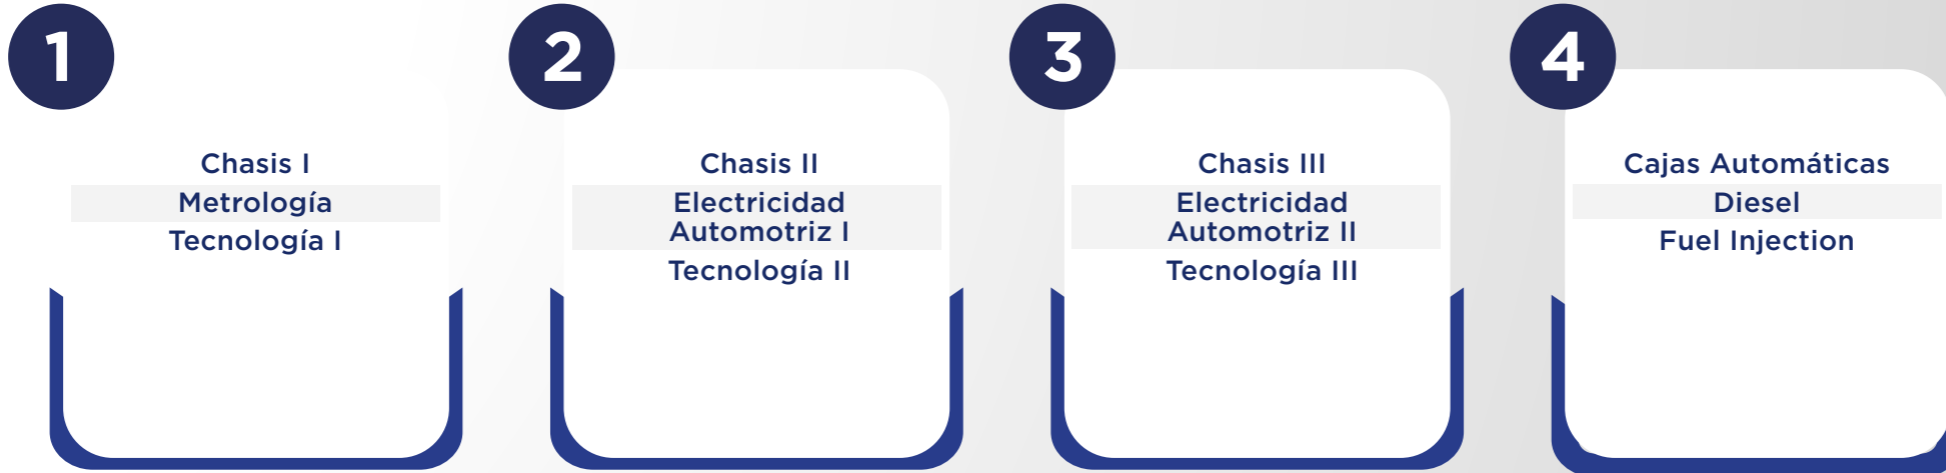 1
Chasis I
Metrología
Tecnología I
2
Chasis II
Electricidad
Automotriz I
Tecnología II
3
Chasis III
Electricidad
Automotriz II
Tecnología III
4
Cajas Automáticas
Diesel
Fuel Injection